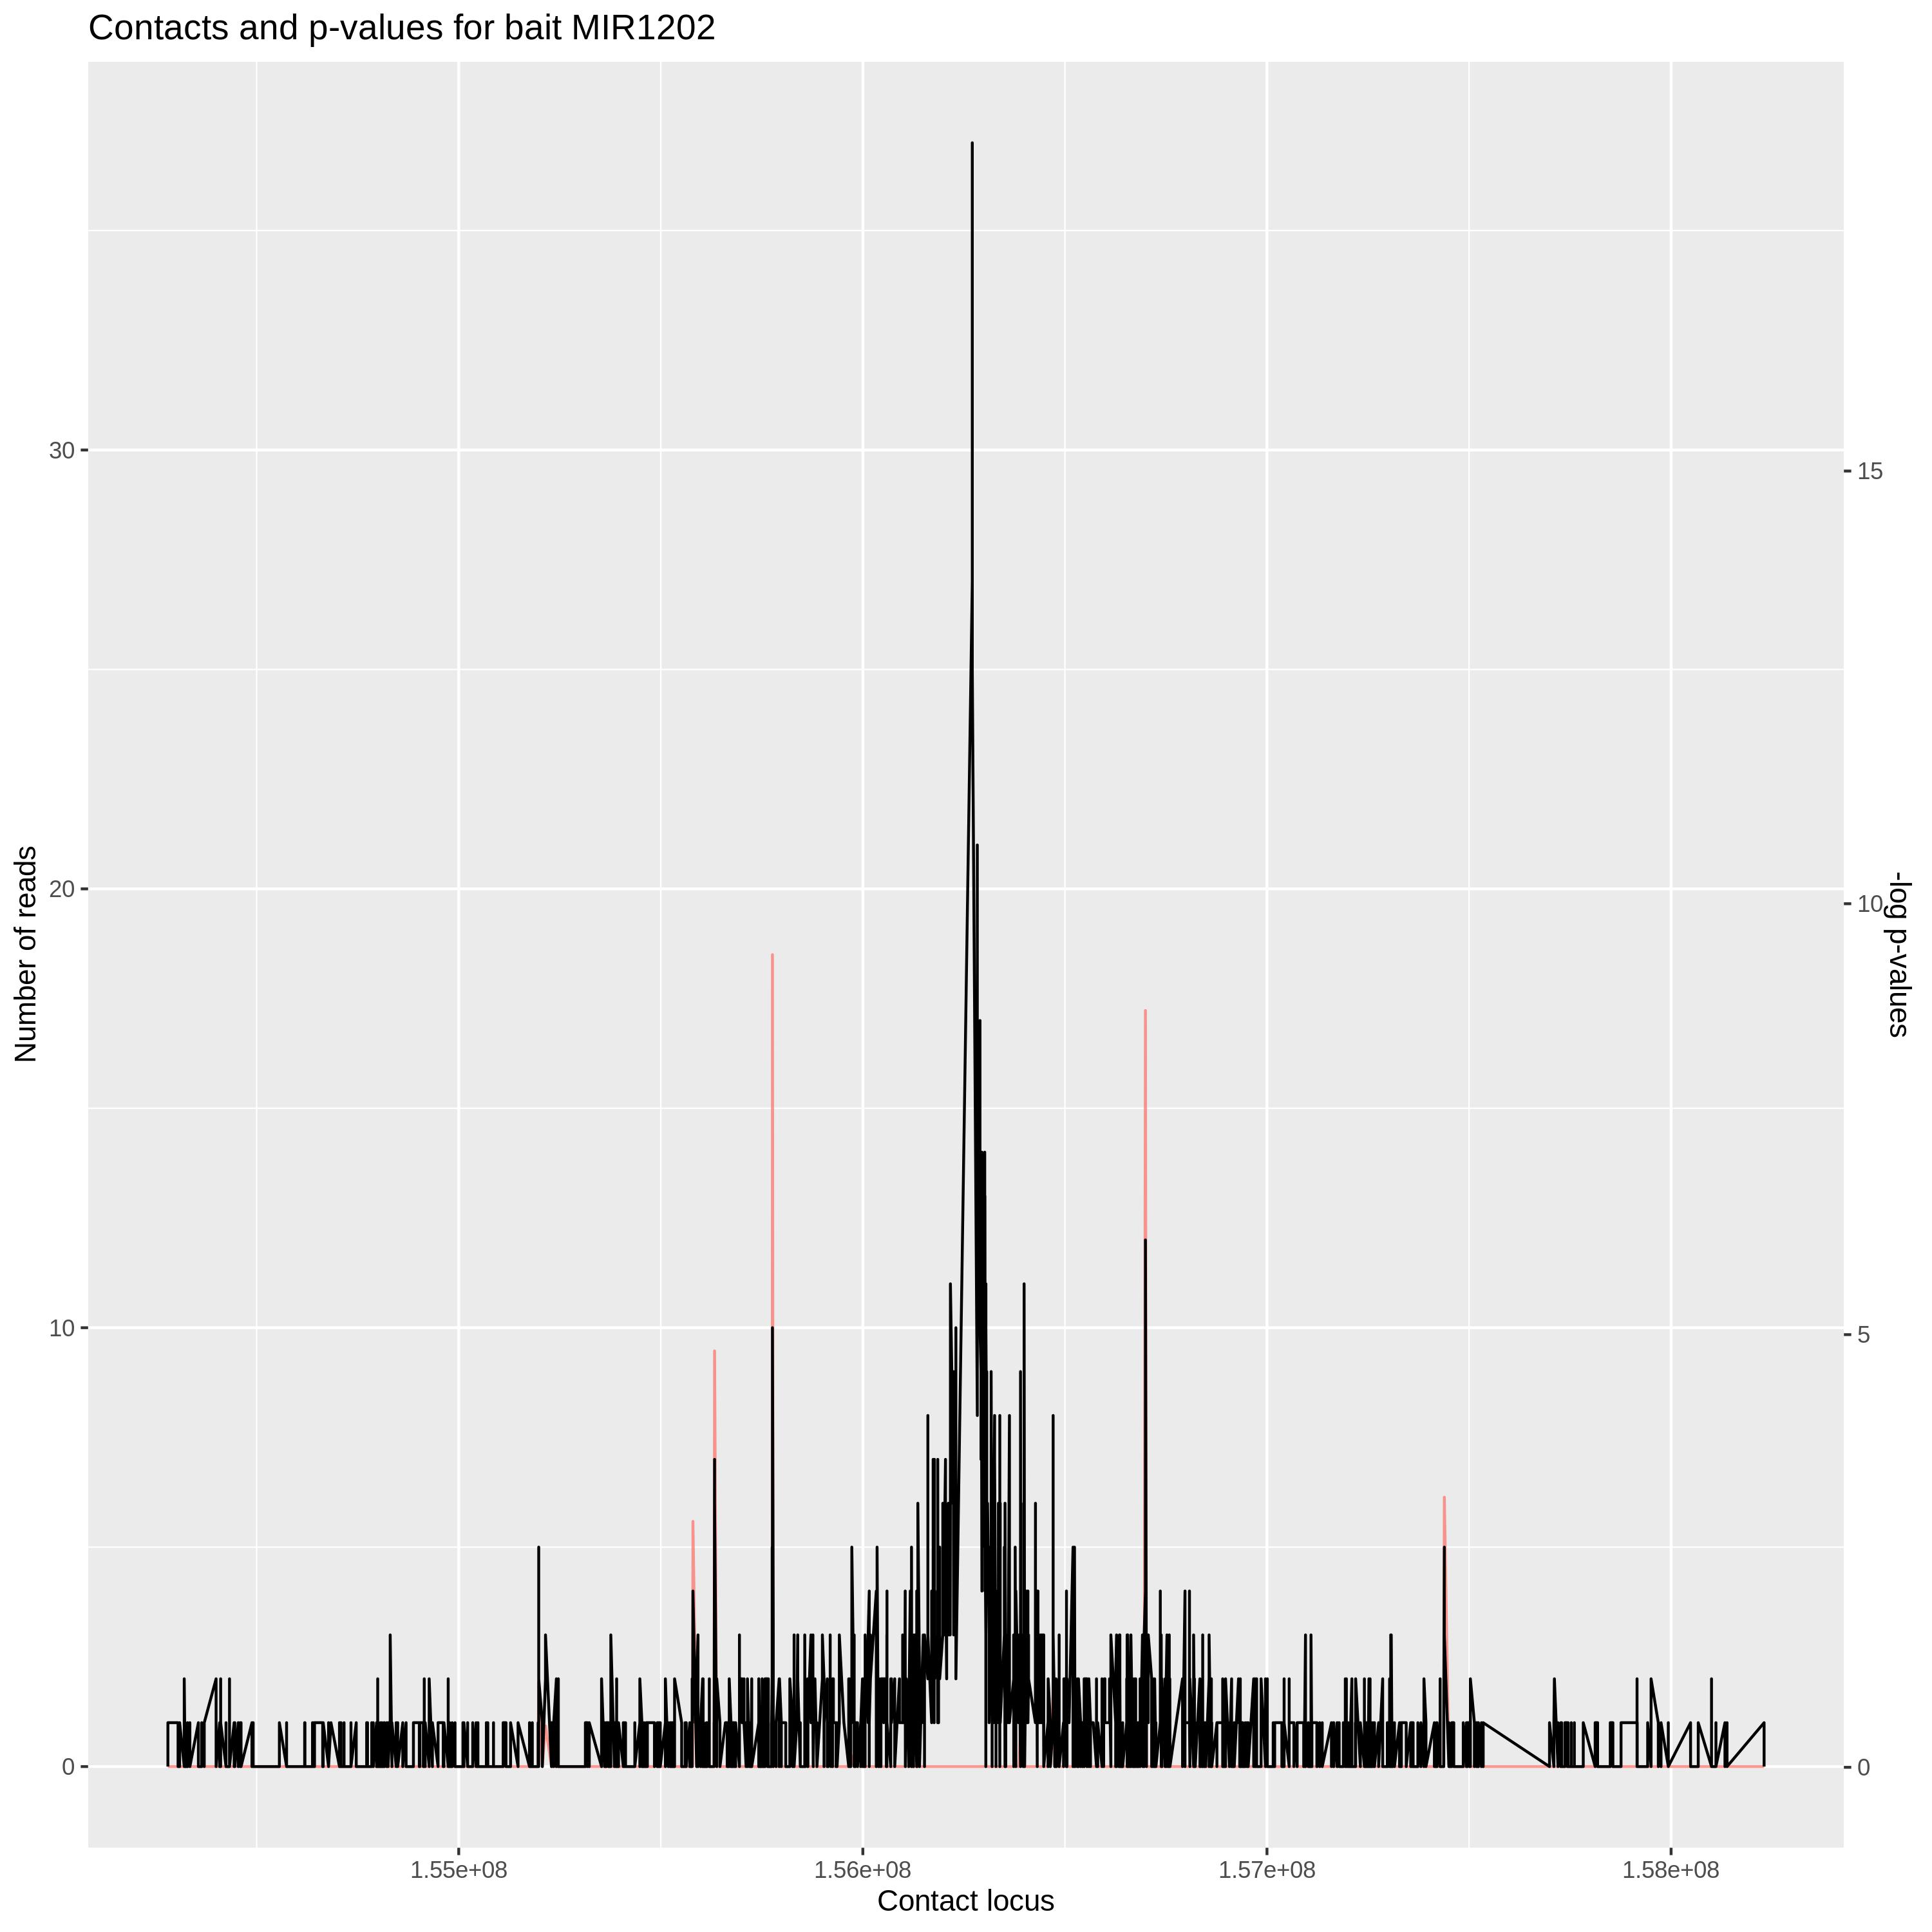 Contacts and p-values for bait MIR1202
30
20
10
0
Number of reads
15
10
5
0
-log p-values
1.55e+08
1.56e+08
1.57e+08
1.58e+08
Contact locus